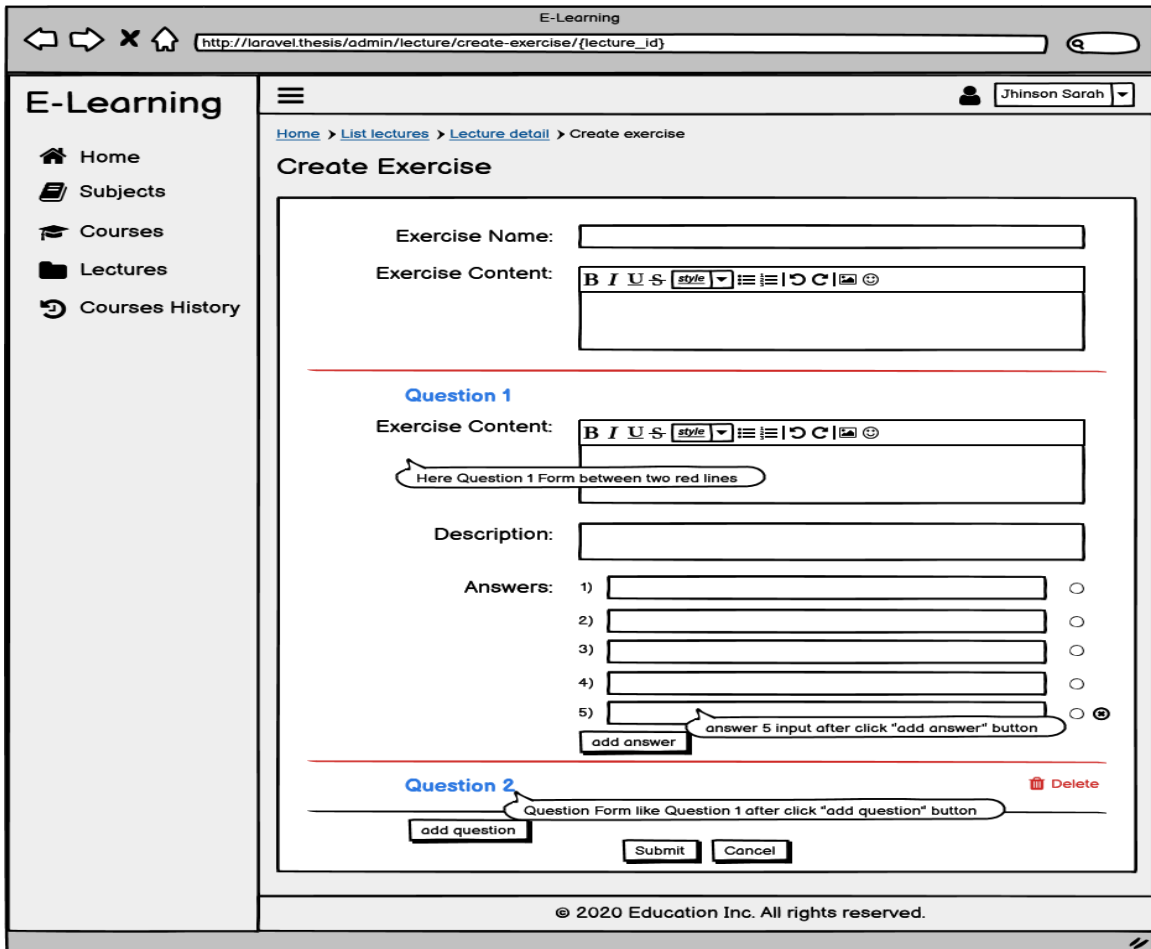 E-Learning
http://laravel.thesis/admin/lecture/create-exercise/{lecture_id}
E-Learning
Home
Subjects
Courses
Lectures
Courses History
Jhinson Sarah
Home > List lectures > Lecture detail > Create exercise
Create Exercise
Exercise Name:
Exercise Content:
B I U S style
Question 1
Exercise Content:
B I U S style
Here Question 1 Form between two red lines
Description:
Answers:
1)
2)
3)
4)
5)
answer 5 input after click "add answer" button
add answer
Question 2
Delete
Question Form like Question 1 after click "add question" button
add question
Submit
Cancel
© 2020 Education Inc. All rights reserved.